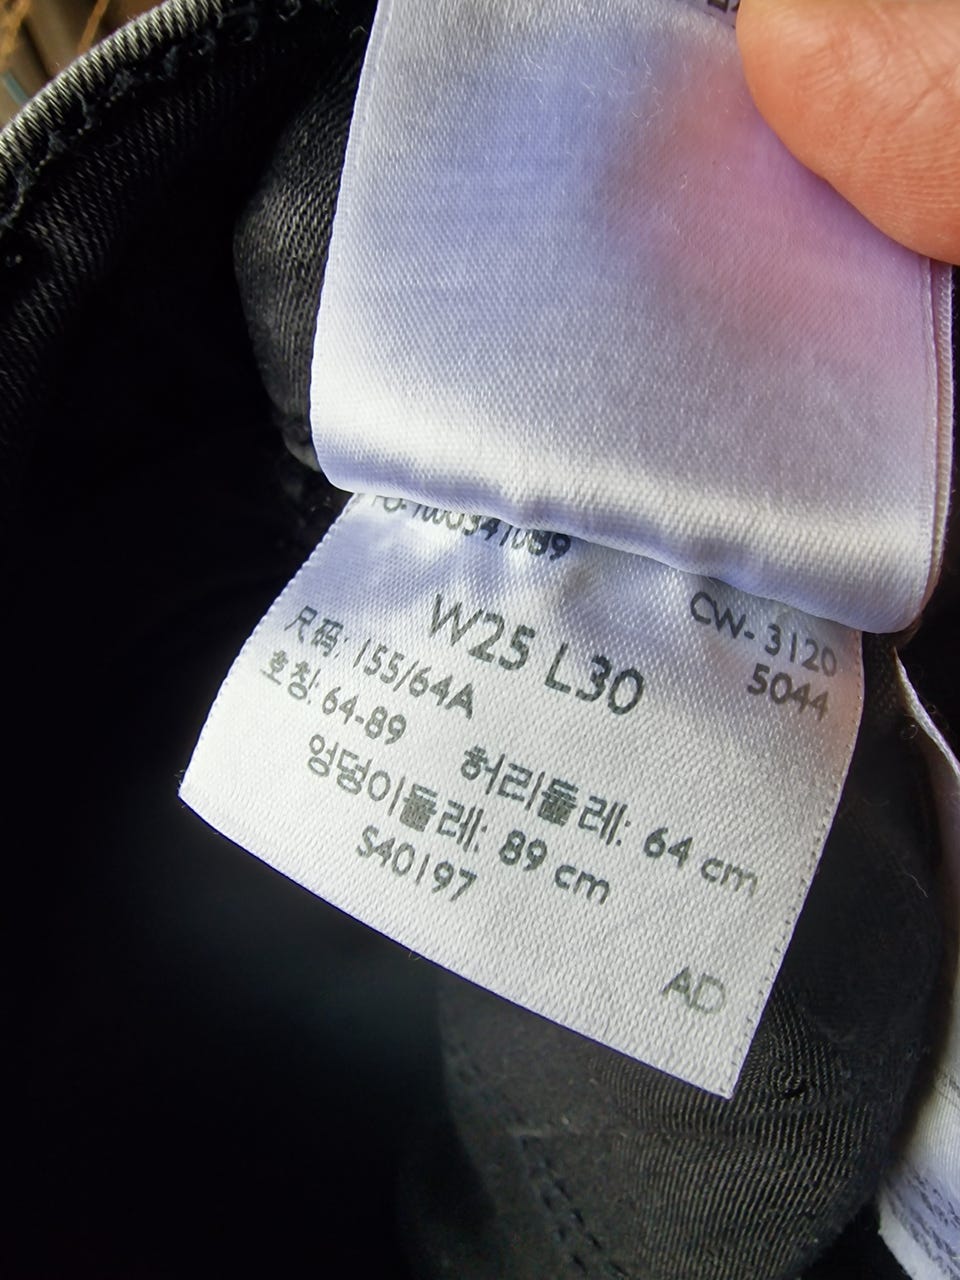 CW-3120
5044
W25 L30
尺码: 155/64A
호칭: 64-89
허리둘레: 64 cm
엉덩이둘레: 89 cm
S40197
AD